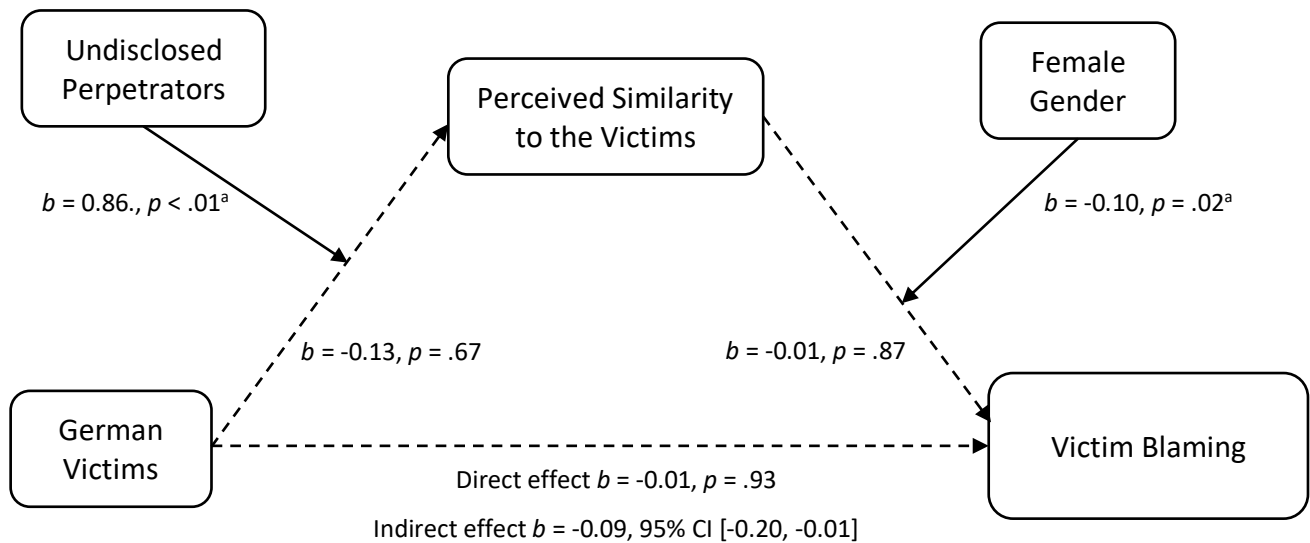 Undisclosed
Perpetrators
Perceived Similarity
to the Victims
Female
Gender
b = 0.86., p < .01ᵃ
b = -0.10, p = .02ᵃ
b = -0.13, p = .67
b = -0.01, p = .87
German
Victims
Victim Blaming
Direct effect b = -0.01, p = .93
Indirect effect b = -0.09, 95% CI [-0.20, -0.01]